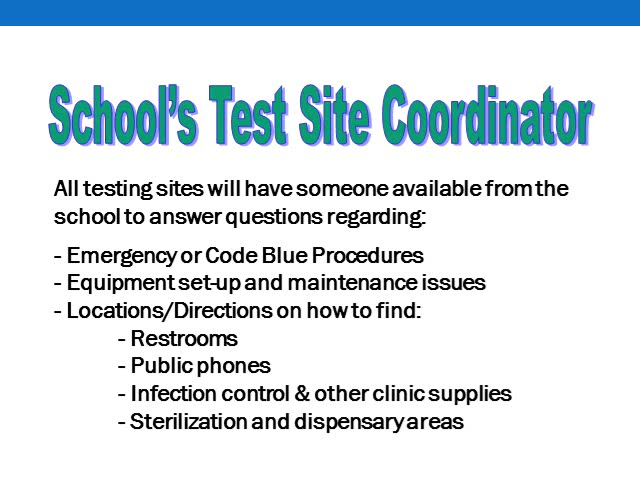 School's Test Site Coordinator
All testing sites will have someone available from the
school to answer questions regarding:
- Emergency or Code Blue Procedures
- Equipment set-up and maintenance issues
- Locations/Directions on how to find:
- Restrooms
- Public phones
- Infection control & other clinic supplies
- Sterilization and dispensary areas